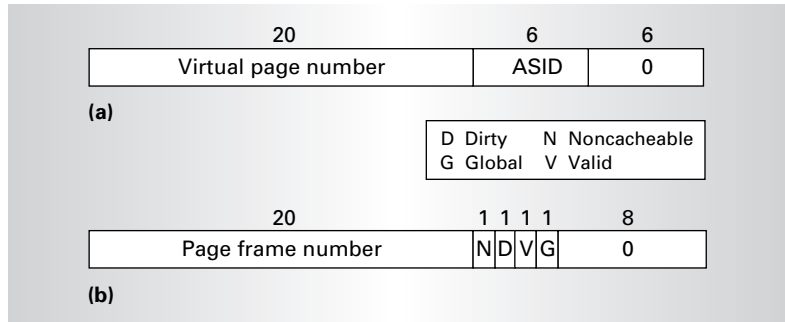 20 6 6
Virtual page number ASID 0
(a)
D Dirty N Noncacheable
G Global V Valid
20 1 1 1 1 8
Page frame number N D V G 0
(b)